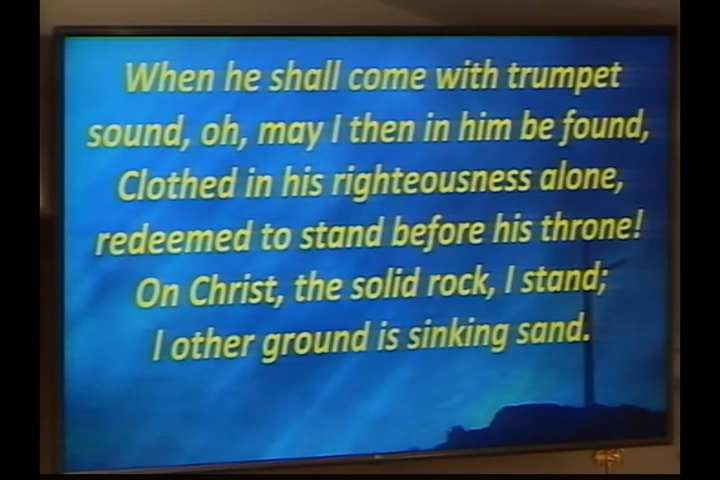 When he shall come with trumpet
sound, oh, may I then in him be found,
Clothed in his righteousness alone,
redeemed to stand before his throne!
On Christ, the solid rock, I stand;
l other ground is sinking sand.